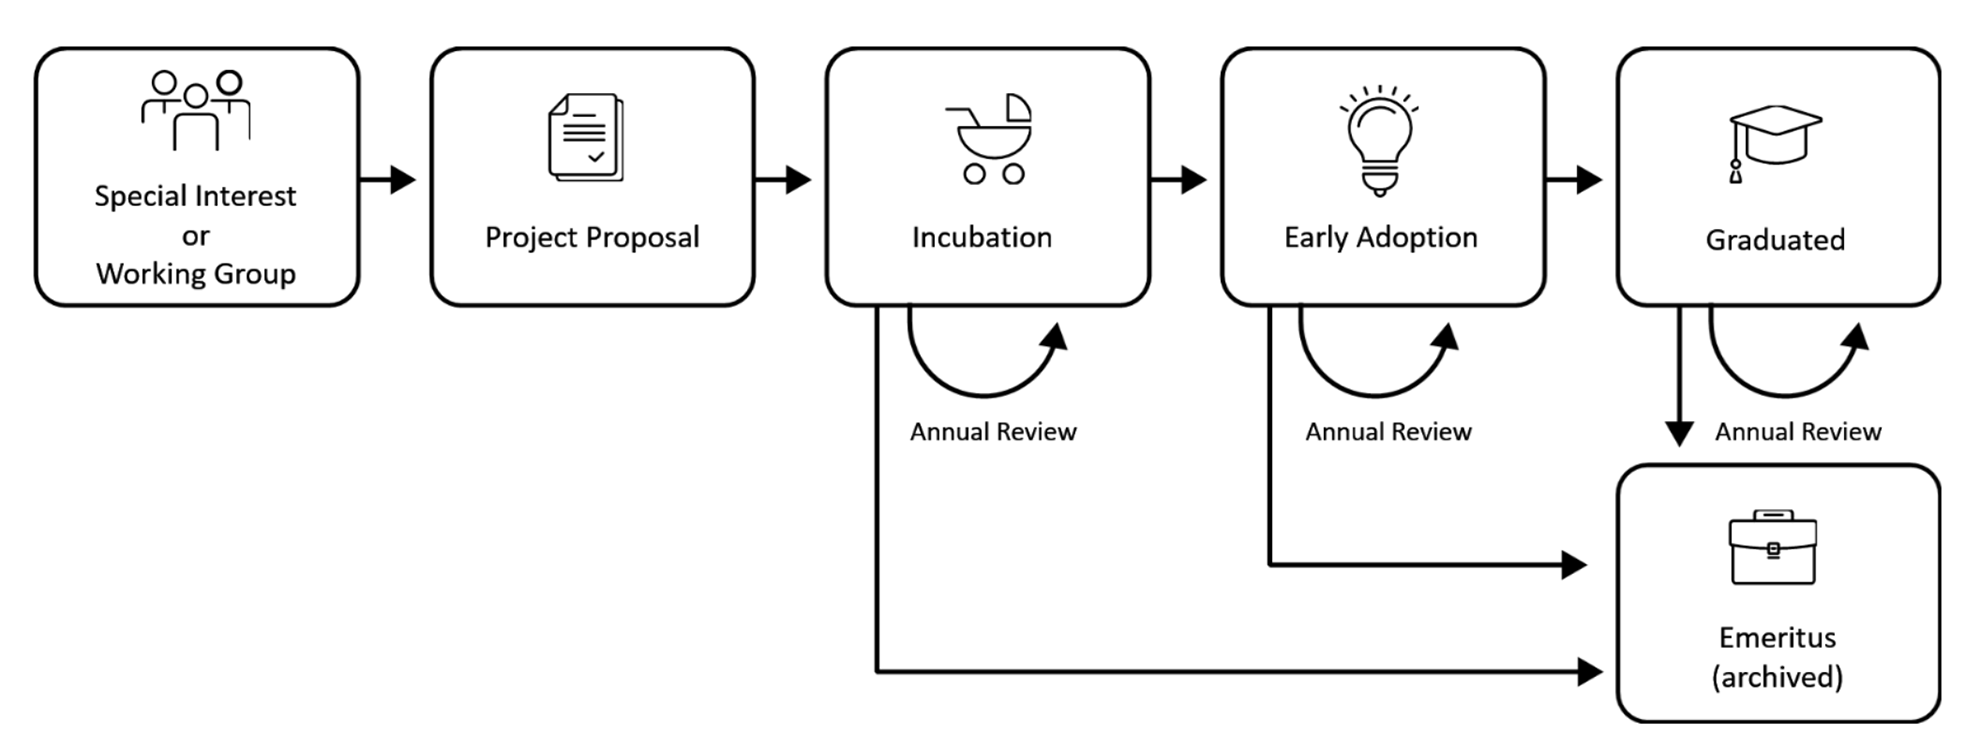 Special Interest
or
Working Group
Project Proposal
Incubation
Early Adoption
Graduated
Annual Review
Annual Review
Annual Review
Emeritus
(archived)